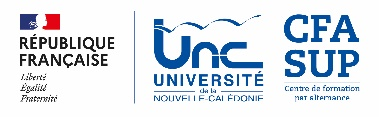 RÉPUBLIQUE
FRANÇAISE
Liberté
Égalité
Fraternité
unc
UNIVERSITÉ
de la
NOUVELLE-CALÉDONIE
CFA
SUP
Centre de formation
par alternance